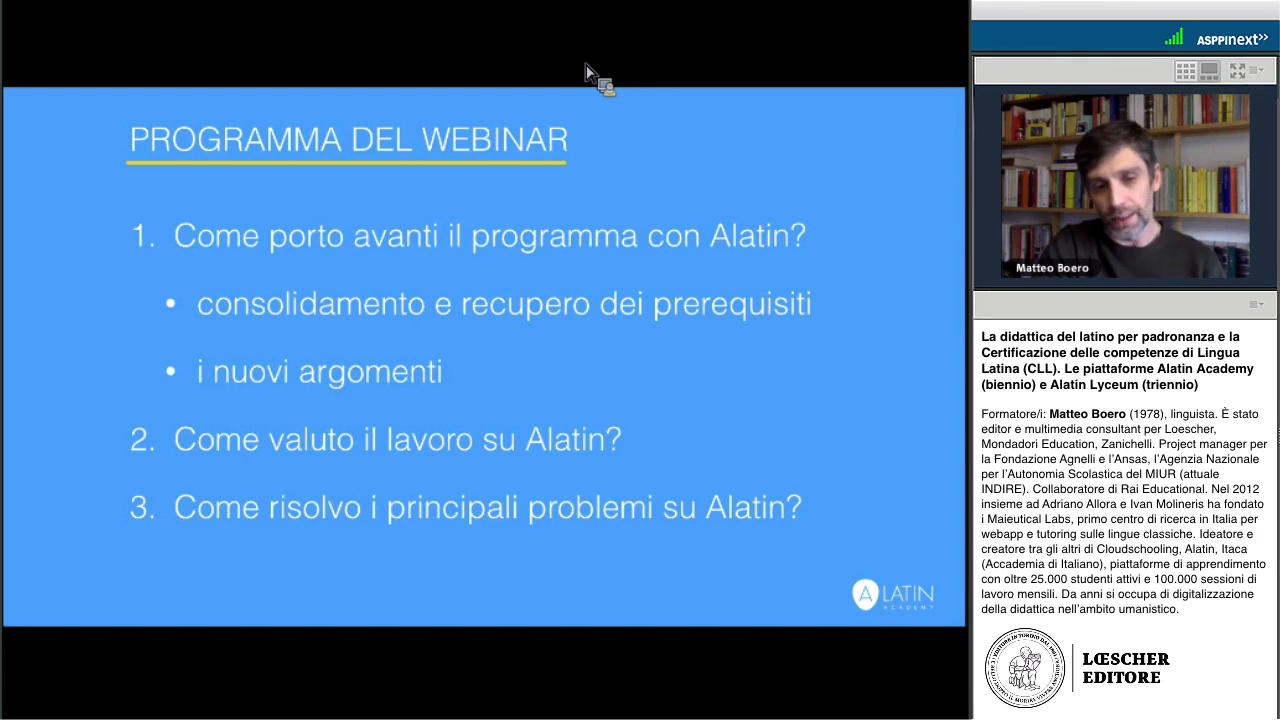 PROGRAMMA DEL WEBINAR
1. Come porto avanti il programma con Alatin?
• consolidamento e recupero dei prerequisiti
• i nuovi argomenti
2. Come valuto il lavoro su Alatin?
3. Come risolvo i principali problemi su Alatin?
A LATIN
ACADEMY
ASPPInext>>
Matteo Boero
La didattica del latino per padronanza e la
Certificazione delle competenze di Lingua
Latina (CLL). Le piattaforme Alatin Academy
(biennio) e Alatin Lyceum (triennio)
Formatore/i: Matteo Boero (1978), linguista. È stato
editor e multimedia consultant per Loescher,
Mondadori Education, Zanichelli. Project manager per
la Fondazione Agnelli e l'Ansas, l'Agenzia Nazionale
per l'Autonomia Scolastica del MIUR (attuale
INDIRE). Collaboratore di Rai Educational. Nel 2012
insieme ad Adriano Allora e Ivan Molineris ha fondato
i Maieutical Labs, primo centro di ricerca in Italia per
webapp e tutoring sulle lingue classiche. Ideatore e
creatore tra gli altri di Cloudschooling, Alatin, Itaca
(Accademia di Italiano), piattaforme di apprendimento
con oltre 25.000 studenti attivi e 100.000 sessioni di
lavoro mensili. Da anni si occupa di digitalizzazione
della didattica nell'ambito umanistico.
LŒSCHER
EDITORE